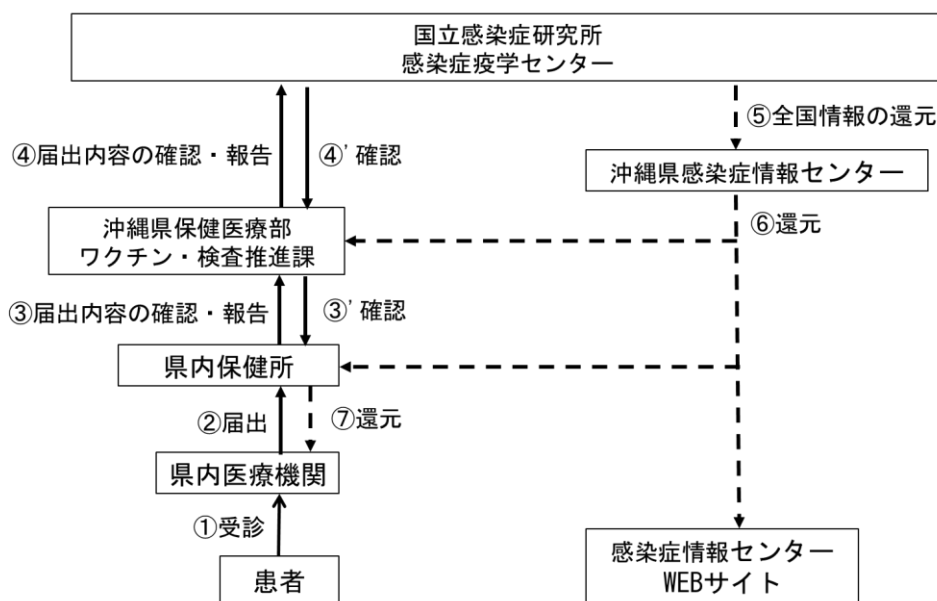 国立感染症研究所
感染症疫学センター
⑤全国情報の還元
④届出内容の確認・報告
④’確認
沖縄県感染症情報センター
沖縄県保健医療部
ワクチン・検査推進課
⑥還元
③届出内容の確認・報告
③’確認
県内保健所
②届出
⑦還元
県内医療機関
①受診
患者
感染症情報センター
WEBサイト